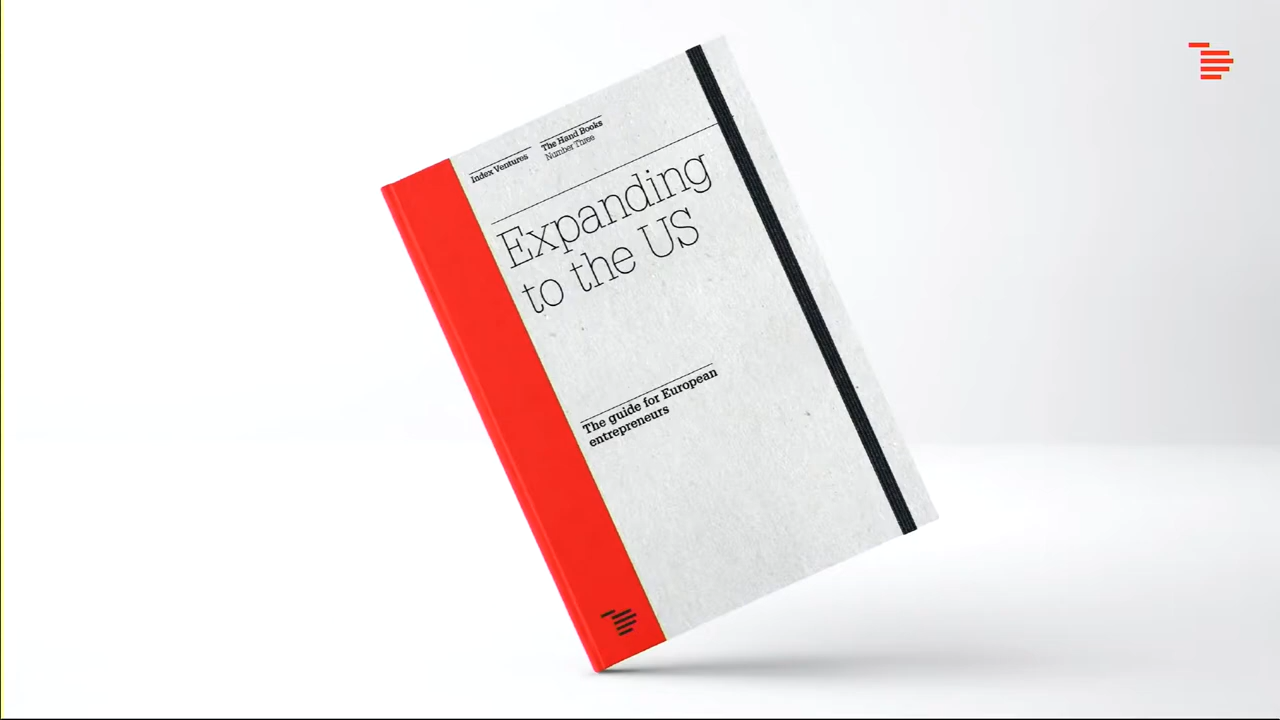 Index Ventures
The Hand Books
Number Three
Expanding
to the US
The guide for European
entrepreneurs